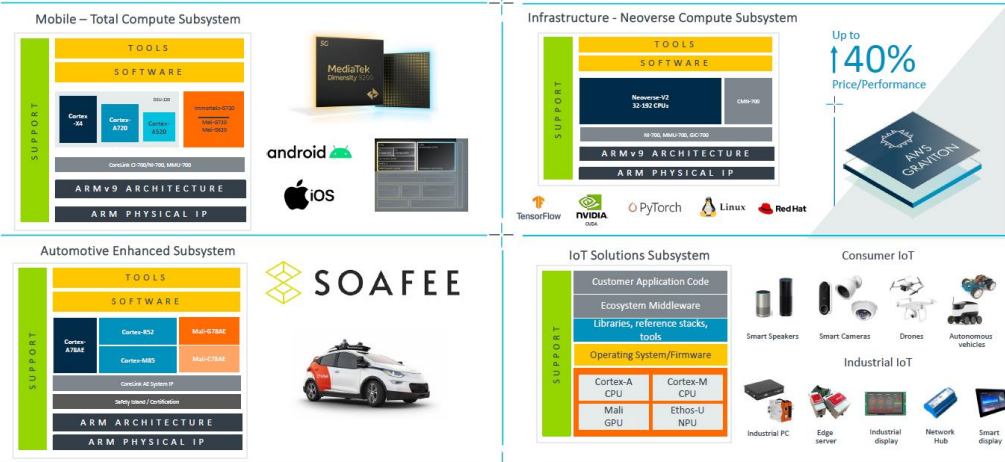 Mobile – Total Compute Subsystem
SUPPORT
TOOLS
SOFTWARE
Cortex
-X4
Cortex-
A720
DSU-120
Cortex-
A520
Immortalis-G720
Mali-G720
Mali-G620
CoreLink CI-700/NI-700, MMU-700
ARMv9 ARCHITECTURE
ARM PHYSICAL IP
5G
MediaTek
Dimensity 9200
android
iOS
Infrastructure - Neoverse Compute Subsystem
SUPPORT
TOOLS
SOFTWARE
Neoverse-V2
32-192 CPUs
CMN-700
NI-700, MMU-700, GIC-700
ARMv9 ARCHITECTURE
ARM PHYSICAL IP
TensorFlow
NVIDIA
CUDA
PyTorch
Linux
Red Hat
Up to
40%
Price/Performance
AWS
GRAVITON
Automotive Enhanced Subsystem
SUPPORT
TOOLS
SOFTWARE
Cortex-
A78AE
Cortex-R52
Mali-G78AE
Cortex-M85
Mali-C78AE
CoreLink AE System IP
Safety Island / Certification
ARM ARCHITECTURE
ARM PHYSICAL IP
SOAFEE
IoT Solutions Subsystem
SUPPORT
Customer Application Code
Ecosystem Middleware
Libraries, reference stacks,
tools
Operating System/Firmware
Cortex-A
CPU
Cortex-M
CPU
Mali
GPU
Ethos-U
NPU
Consumer IoT
Smart Speakers
Smart Cameras
Drones
Autonomous
vehicles
Industrial IoT
Industrial PC
Edge
server
Industrial
display
Network
Hub
Smart
display